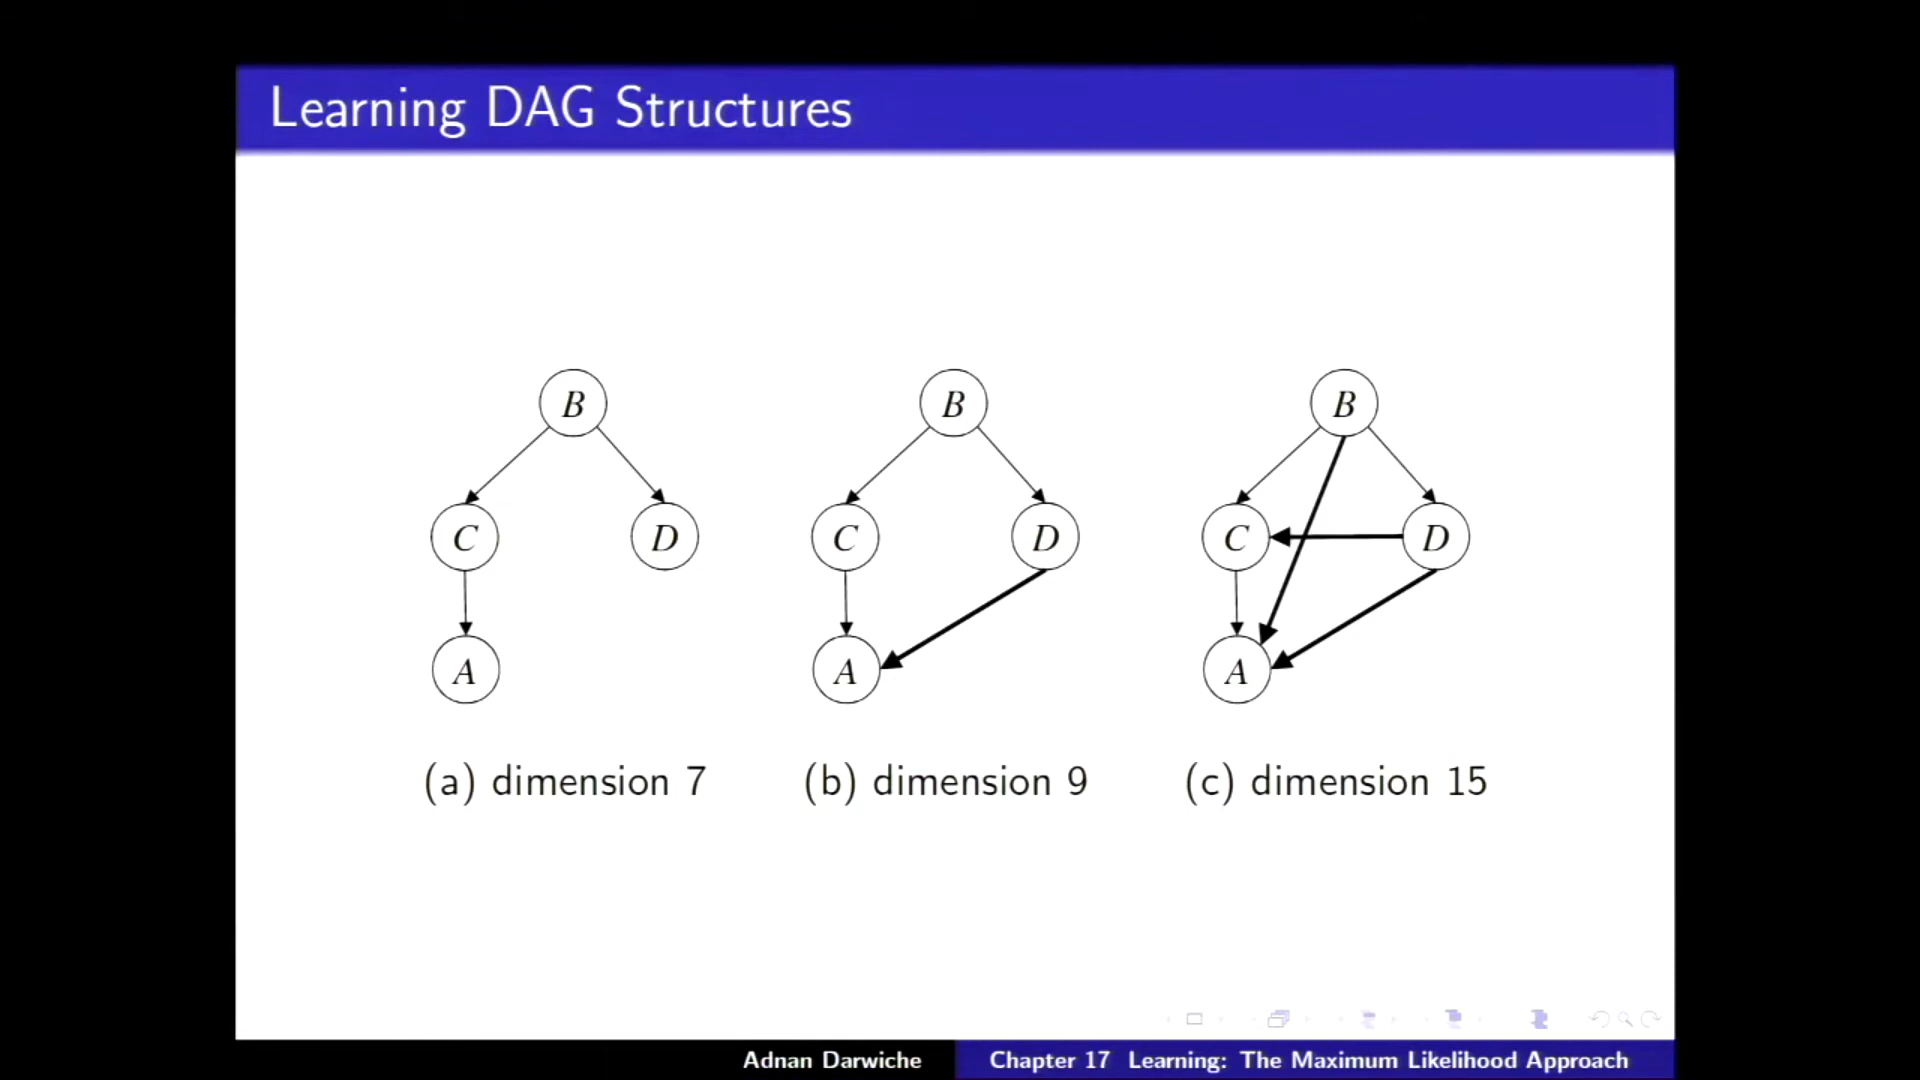 Learning DAG Structures
B B B
C D C D C D
A A A
(a) dimension 7 (b) dimension 9 (c) dimension 15
Adnan Darwiche Chapter 17 Learning: The Maximum Likelihood Approach